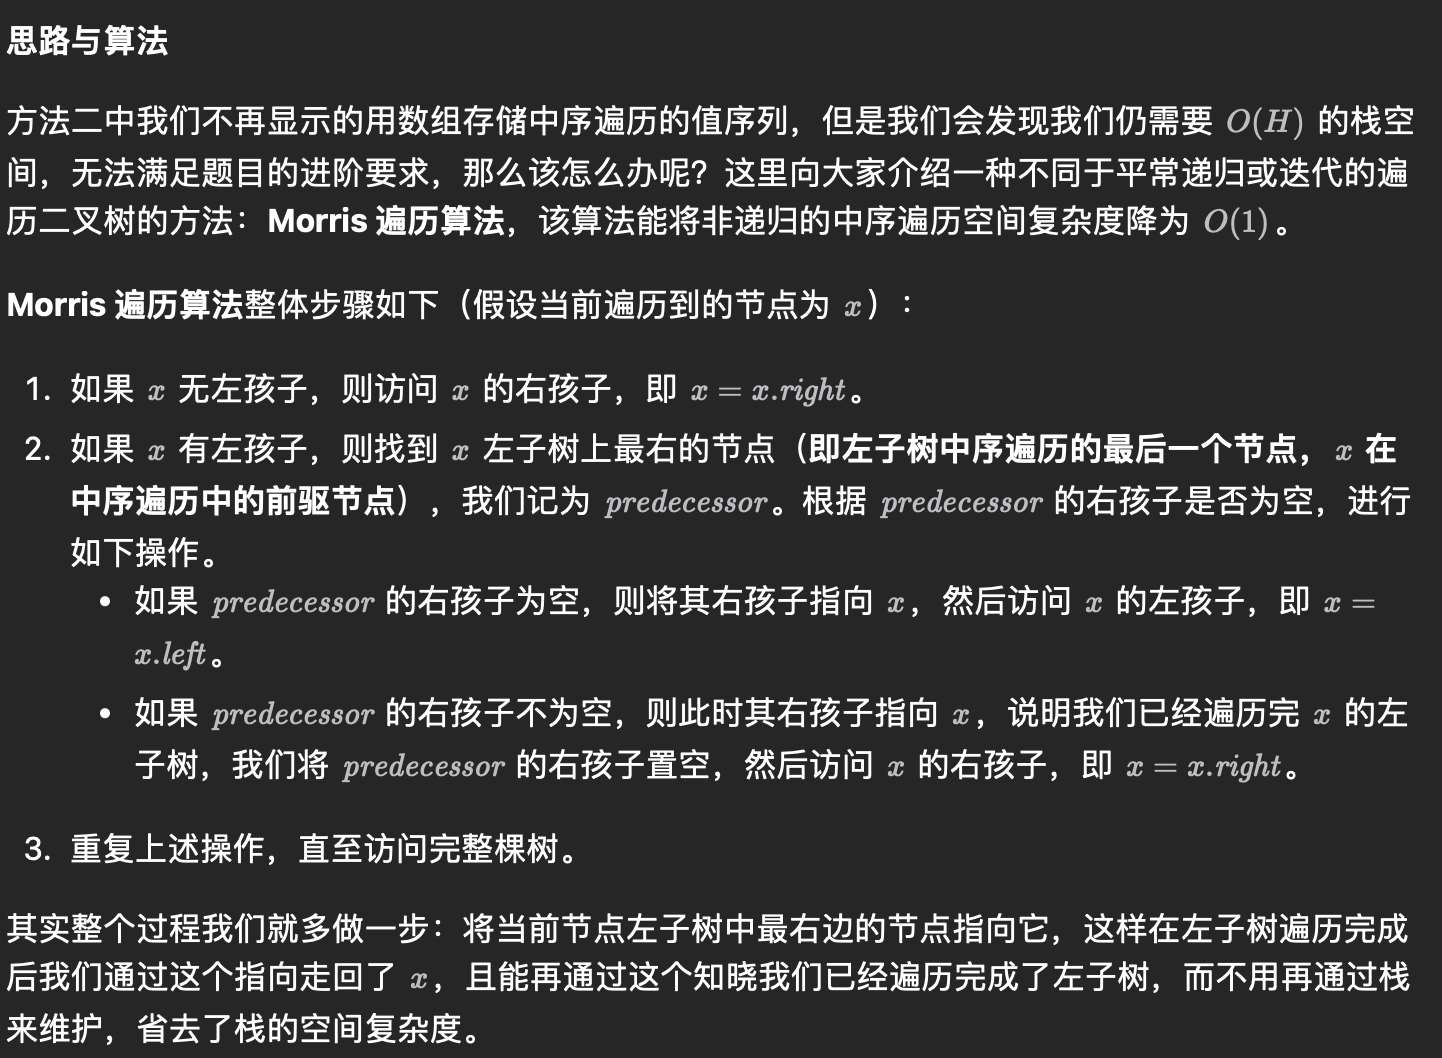 思路与算法
方法二中我们不再显示的用数组存储中序遍历的值序列，但是我们会发现我们仍需要 O(H) 的栈空
间，无法满足题目的进阶要求，那么该怎么办呢？这里向大家介绍一种不同于平常递归或迭代的遍
历二叉树的方法：Morris 遍历算法，该算法能将非递归的中序遍历空间复杂度降为 O(1)。
Morris 遍历算法整体步骤如下（假设当前遍历到的节点为 x）：
1. 如果 x 无左孩子，则访问 x 的右孩子，即 x = x.right。
2. 如果 x 有左孩子，则找到 x 左子树上最右的节点（即左子树中序遍历的最后一个节点，x 在
中序遍历中的前驱节点），我们记为 predecessor。根据 predecessor 的右孩子是否为空，进行
如下操作。
• 如果 predecessor 的右孩子为空，则将其右孩子指向 x，然后访问 x 的左孩子，即 x =
x.left。
• 如果 predecessor 的右孩子不为空，则此时其右孩子指向 x，说明我们已经遍历完 x 的左
子树，我们将 predecessor 的右孩子置空，然后访问 x 的右孩子，即 x = x.right。
3. 重复上述操作，直至访问完整棵树。
其实整个过程我们就多做一步：将当前节点左子树中最右边的节点指向它，这样在左子树遍历完成
后我们通过这个指向走回了 x，且能再通过这个知晓我们已经遍历完成了左子树，而不用再通过栈
来维护，省去了栈的空间复杂度。